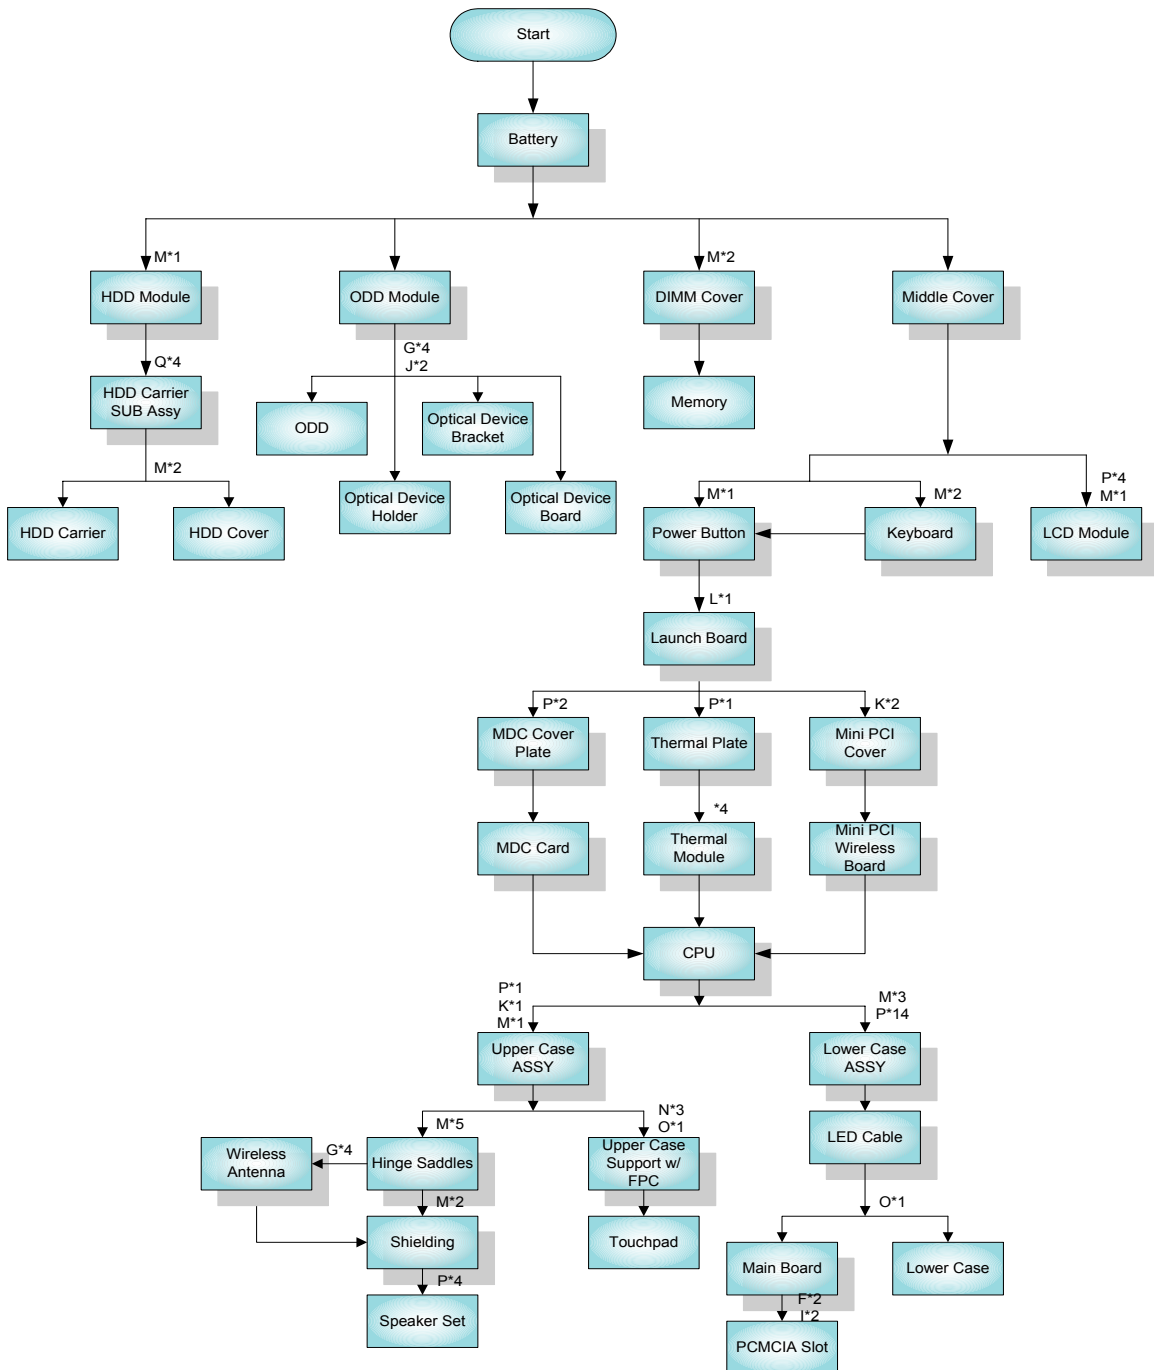 Start
Battery
M*1
M*2
HDD Module
ODD Module
DIMM Cover
Middle Cover
Q*4
G*4
J*2
HDD Carrier
SUB Assy
ODD
Optical Device
Bracket
Memory
M*2
P*4
M*1
M*1
M*2
HDD Carrier
HDD Cover
Optical Device
Holder
Optical Device
Board
Power Button
Keyboard
LCD Module
L*1
Launch Board
P*2
P*1
K*2
MDC Cover
Plate
Thermal Plate
Mini PCI
Cover
*4
MDC Card
Thermal
Module
Mini PCI
Wireless
Board
CPU
P*1
K*1
M*1
M*3
P*14
Upper Case
ASSY
Lower Case
ASSY
M*5
N*3
O*1
LED Cable
Wireless
Antenna
G*4
Hinge Saddles
Upper Case
Support w/
FPC
M*2
O*1
Shielding
Touchpad
Main Board
Lower Case
P*4
F*2
I*2
Speaker Set
PCMCIA Slot